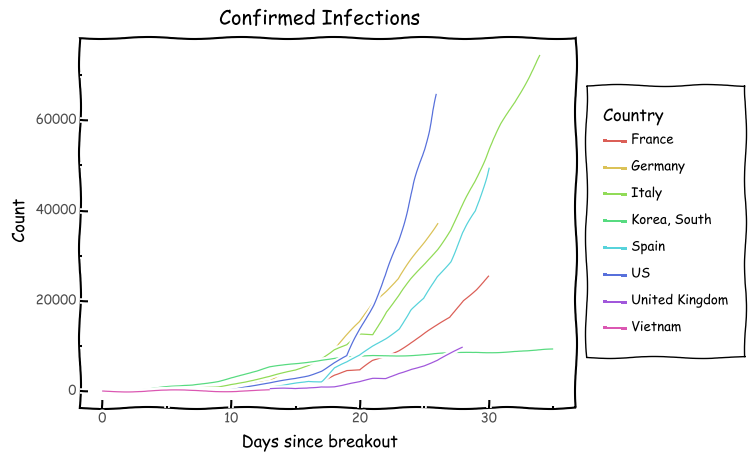 Confirmed Infections
Count
60000
40000
20000
0
0 10 20 30
Days since breakout
Country
France
Germany
Italy
Korea, South
Spain
US
United Kingdom
Vietnam